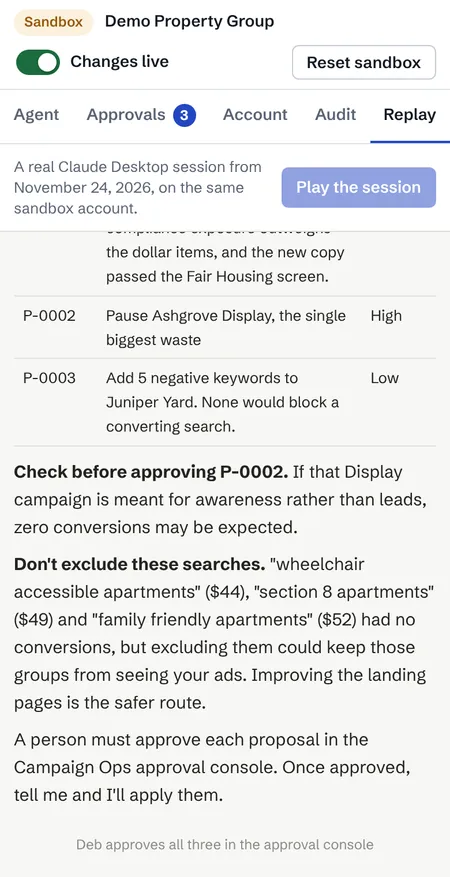 Sandbox Demo Property Group
Changes live
Reset sandbox
Agent Approvals 3 Account Audit Replay
A real Claude Desktop session from
November 24, 2026, on the same
sandbox account.
Play the session
compliance exposure outweighs
the dollar items, and the new copy
passed the Fair Housing screen.
P-0002 Pause Ashgrove Display, the single High
biggest waste
P-0003 Add 5 negative keywords to Low
Juniper Yard. None would block a
converting search.
Check before approving P-0002. If that Display
campaign is meant for awareness rather than leads,
zero conversions may be expected.
Don't exclude these searches. "wheelchair
accessible apartments" ($44), "section 8 apartments"
($49) and "family friendly apartments" ($52) had no
conversions, but excluding them could keep those
groups from seeing your ads. Improving the landing
pages is the safer route.
A person must approve each proposal in the
Campaign Ops approval console. Once approved,
tell me and I'll apply them.
Deb approves all three in the approval console